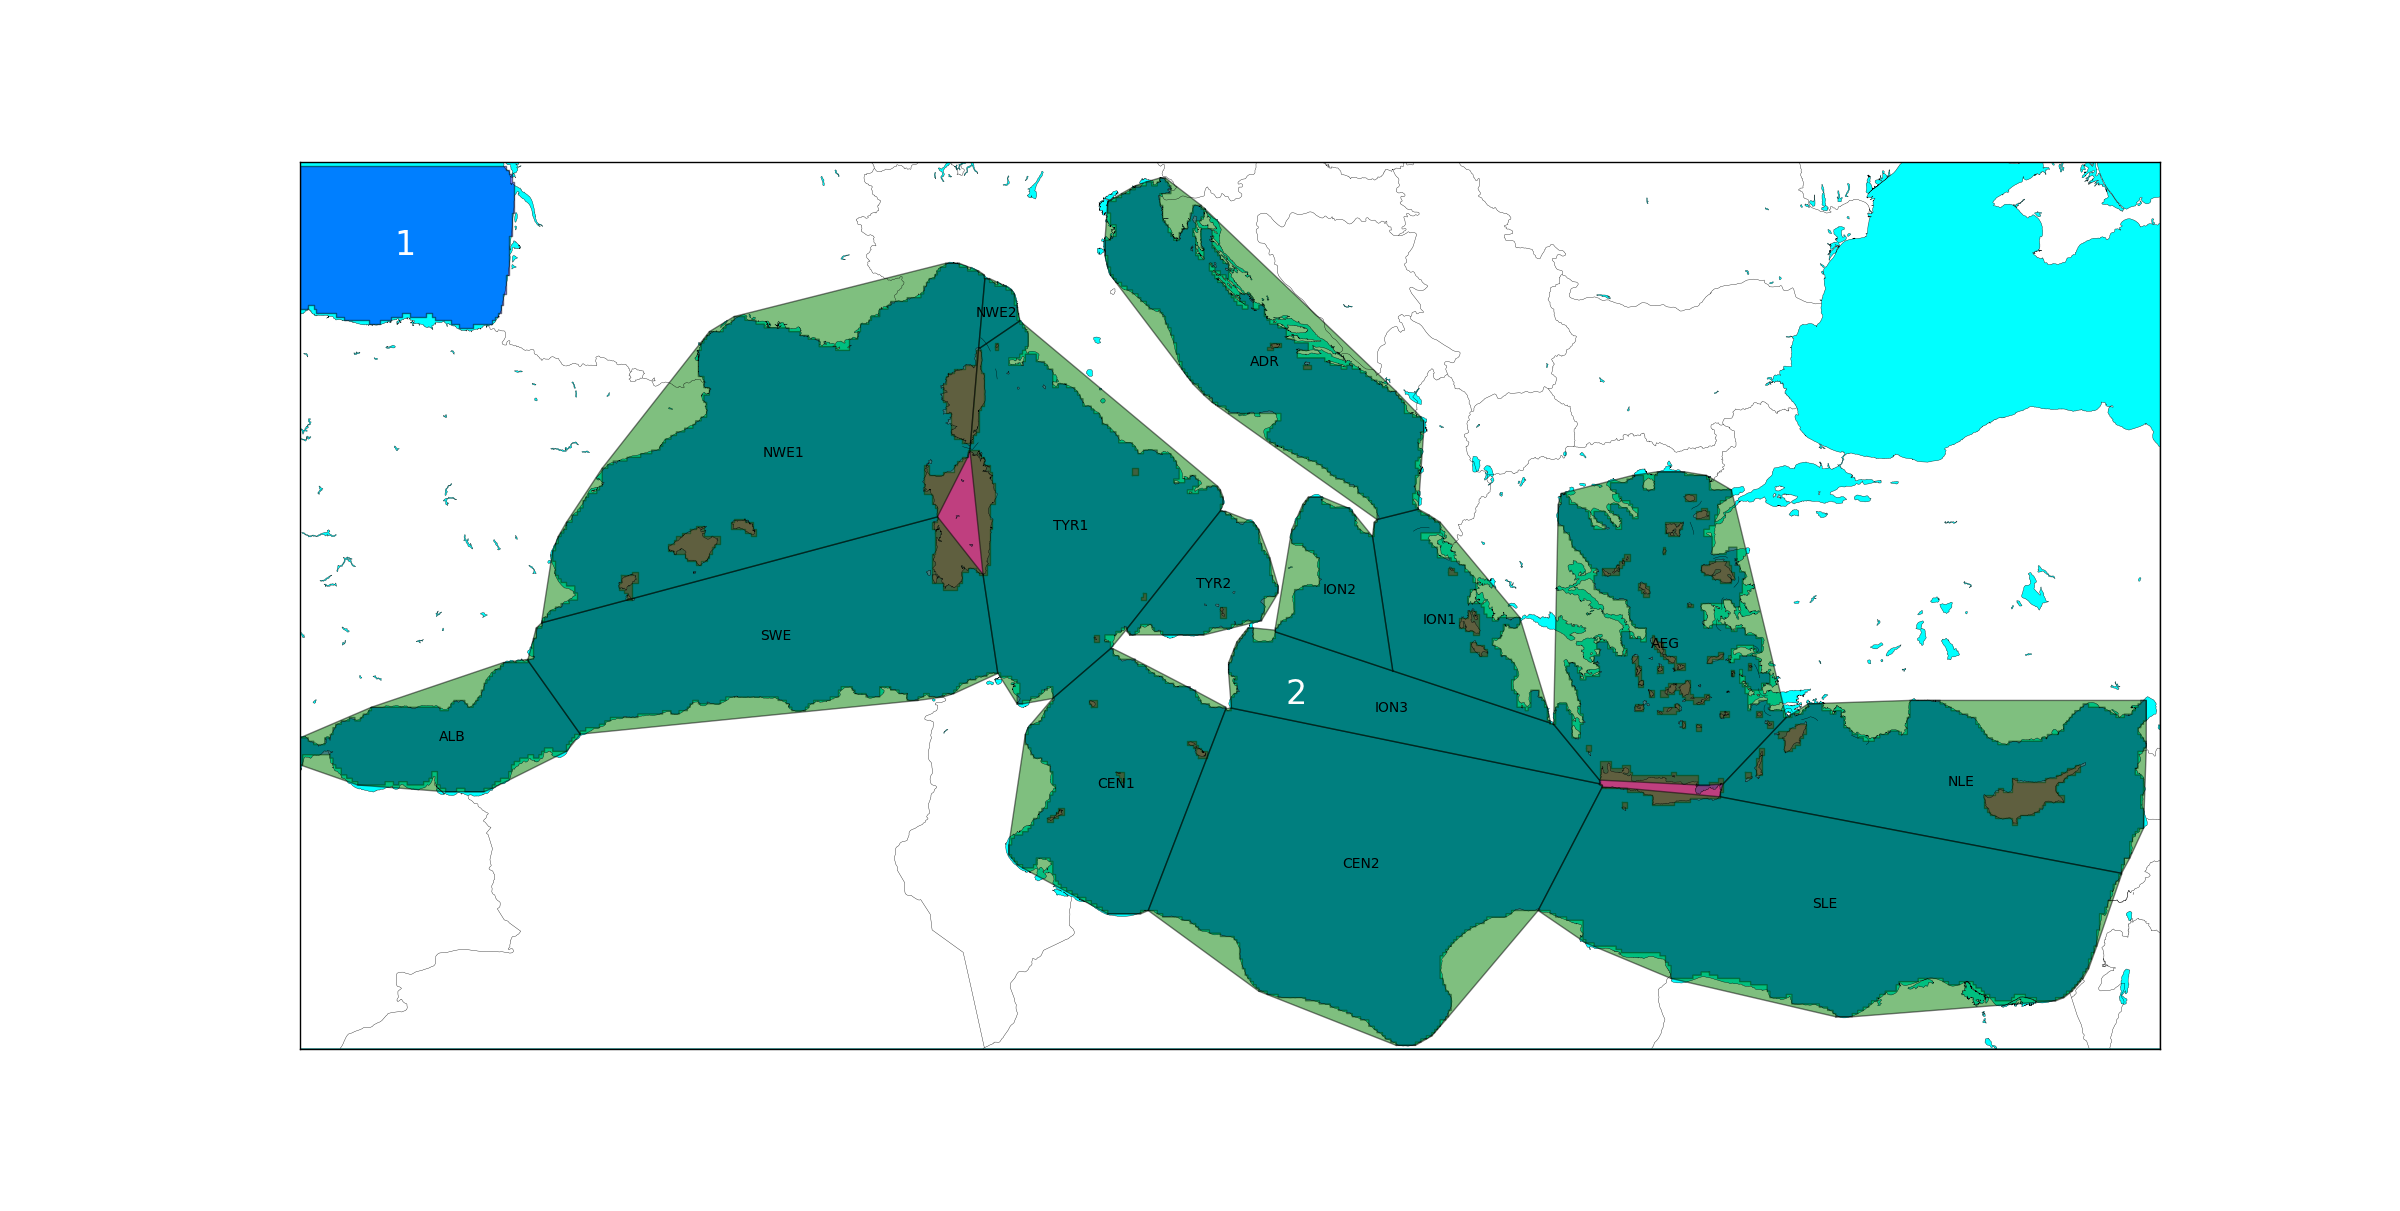 1
NWE2
ADR
NWE1
TYR1
TYR2
ION2
ION1
SWE
AEG
2
ION3
ALB
CEN1
NLE
CEN2
SLE